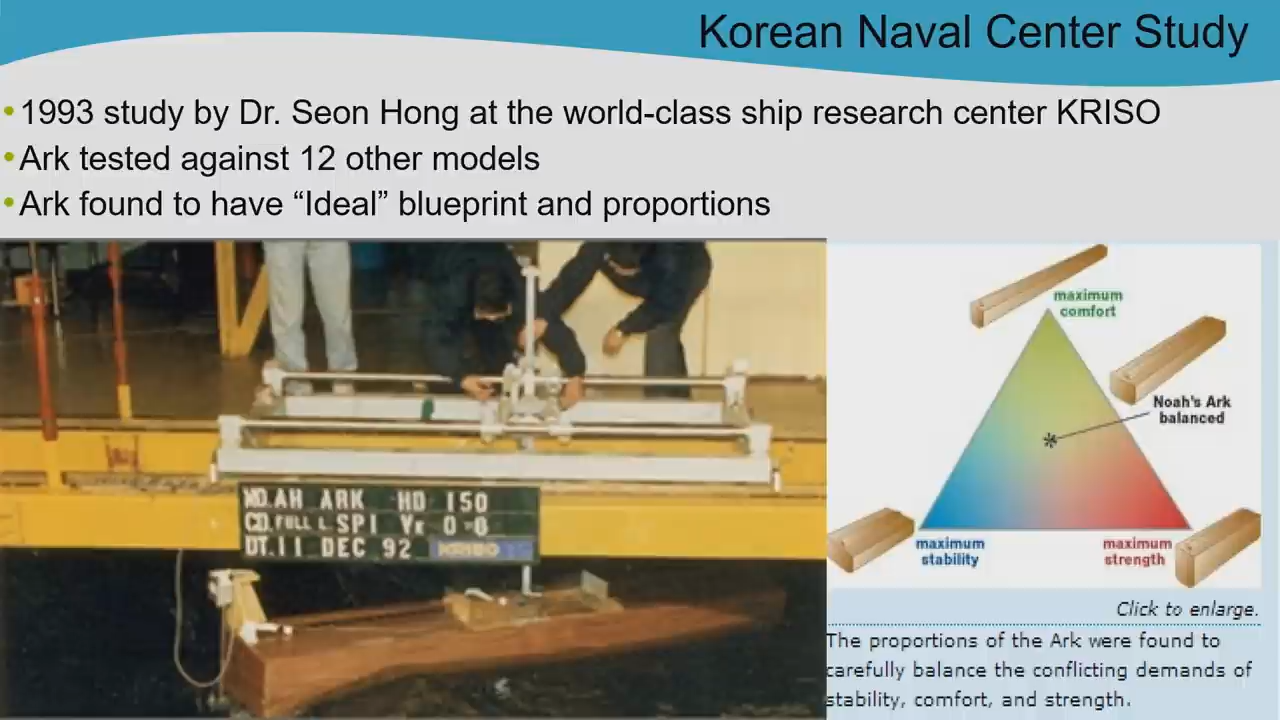 Korean Naval Center Study
•1993 study by Dr. Seon Hong at the world-class ship research center KRISO
•Ark tested against 12 other models
•Ark found to have “Ideal” blueprint and proportions
NO.AH ARK HD 150
CO.FULL L.SPI Vs 0-0
DT.11 DEC 92 KRISO
maximum
comfort
Noah's Ark
balanced
maximum
stability
maximum
strength
Click to enlarge.
The proportions of the Ark were found to
carefully balance the conflicting demands of
stability, comfort, and strength.